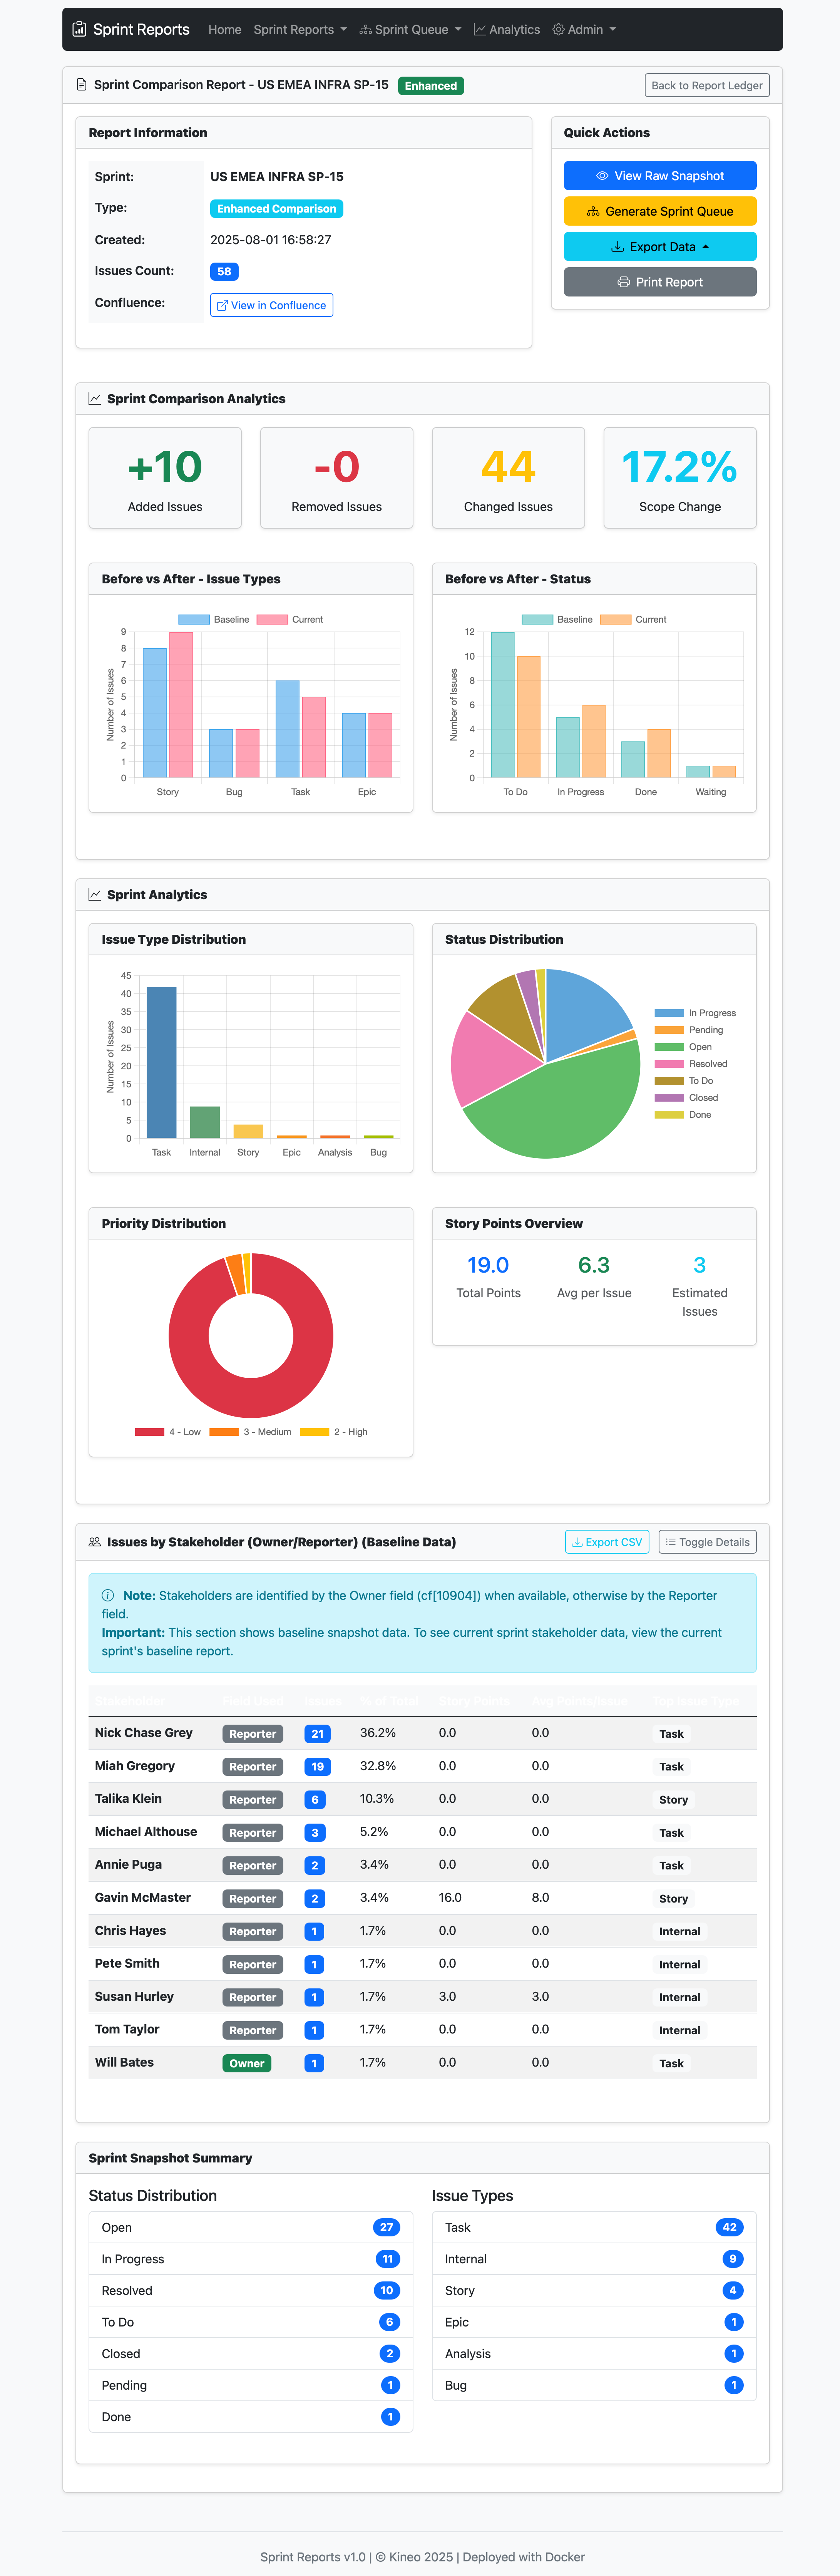 Sprint Reports Home Sprint Reports Sprint Queue Analytics Admin
Sprint Comparison Report - US EMEA INFRA SP-15 Enhanced Back to Report Ledger
Report Information
Sprint: US EMEA INFRA SP-15
Type: Enhanced Comparison
Created: 2025-08-01 16:58:27
Issues Count: 58
Confluence: View in Confluence
Quick Actions
View Raw Snapshot
Generate Sprint Queue
Export Data
Print Report
Sprint Comparison Analytics
+10
Added Issues
-0
Removed Issues
44
Changed Issues
17.2%
Scope Change
Before vs After - Issue Types
Baseline Current
Number of Issues
9
8
7
6
5
4
3
2
1
0
Story Bug Task Epic
Before vs After - Status
Baseline Current
Number of Issues
12
10
8
6
4
2
0
To Do In Progress Done Waiting
Sprint Analytics
Issue Type Distribution
Number of Issues
45
40
35
30
25
20
15
10
5
0
Task Internal Story Epic Analysis Bug
Status Distribution
In Progress
Pending
Open
Resolved
To Do
Closed
Done
Priority Distribution
4 - Low 3 - Medium 2 - High
Story Points Overview
19.0
Total Points
6.3
Avg per Issue
3
Estimated
Issues
Issues by Stakeholder (Owner/Reporter) (Baseline Data) Export CSV Toggle Details
Note: Stakeholders are identified by the Owner field (cf[10904]) when available, otherwise by the Reporter
field.
Important: This section shows baseline snapshot data. To see current sprint stakeholder data, view the current
sprint's baseline report.
Stakeholder Field Used Issues % of Total Story Points Avg Points/Issue Top Issue Type
Nick Chase Grey Reporter 21 36.2% 0.0 0.0 Task
Miah Gregory Reporter 19 32.8% 0.0 0.0 Task
Talika Klein Reporter 6 10.3% 0.0 0.0 Story
Michael Althouse Reporter 3 5.2% 0.0 0.0 Task
Annie Puga Reporter 2 3.4% 0.0 0.0 Task
Gavin McMaster Reporter 2 3.4% 16.0 8.0 Story
Chris Hayes Reporter 1 1.7% 0.0 0.0 Internal
Pete Smith Reporter 1 1.7% 0.0 0.0 Internal
Susan Hurley Reporter 1 1.7% 3.0 3.0 Internal
Tom Taylor Reporter 1 1.7% 0.0 0.0 Internal
Will Bates Owner 1 1.7% 0.0 0.0 Task
Sprint Snapshot Summary
Status Distribution
Open 27
In Progress 11
Resolved 10
To Do 6
Closed 2
Pending 1
Done 1
Issue Types
Task 42
Internal 9
Story 4
Epic 1
Analysis 1
Bug 1
Sprint Reports v1.0 | © Kineo 2025 | Deployed with Docker